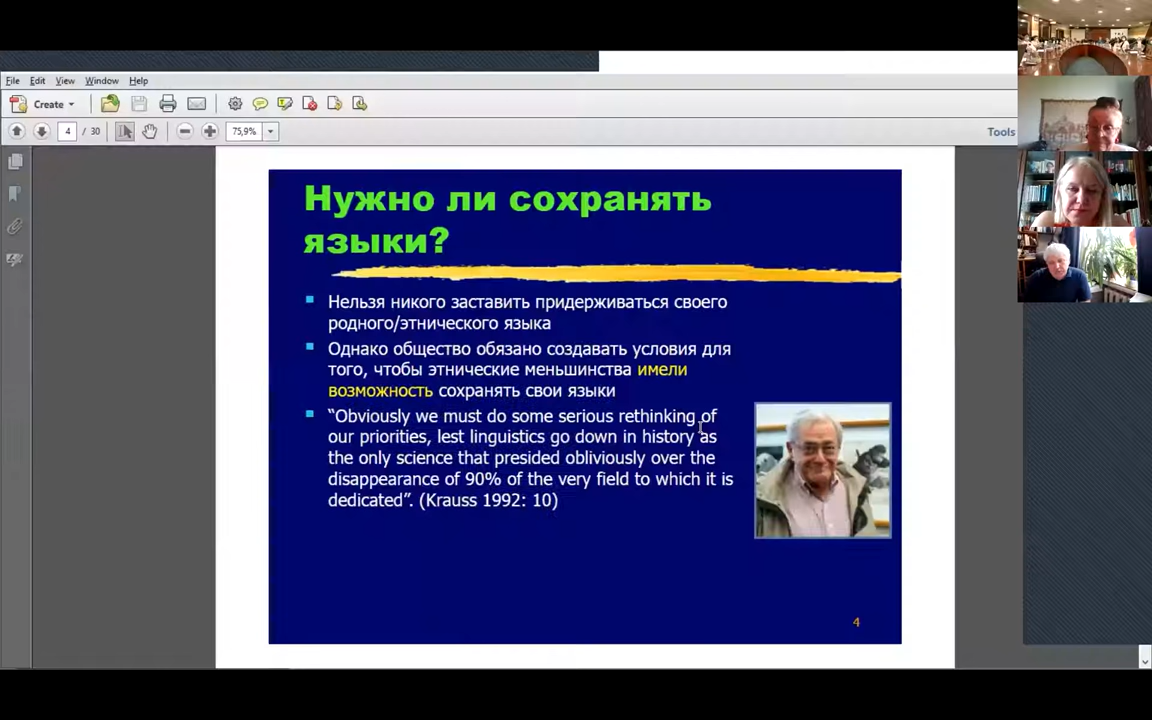 File Edit View Window Help
Create
4 / 30 75,9% Tools
Нужно ли сохранять
языки?
Нельзя никого заставить придерживаться своего
родного/этнического языка
Однако общество обязано создавать условия для
того, чтобы этнические меньшинства имели
возможность сохранять свои языки
“Obviously we must do some serious rethinking of
our priorities, lest linguistics go down in history as
the only science that presided obliviously over the
disappearance of 90% of the very field to which it is
dedicated”. (Krauss 1992: 10)
4